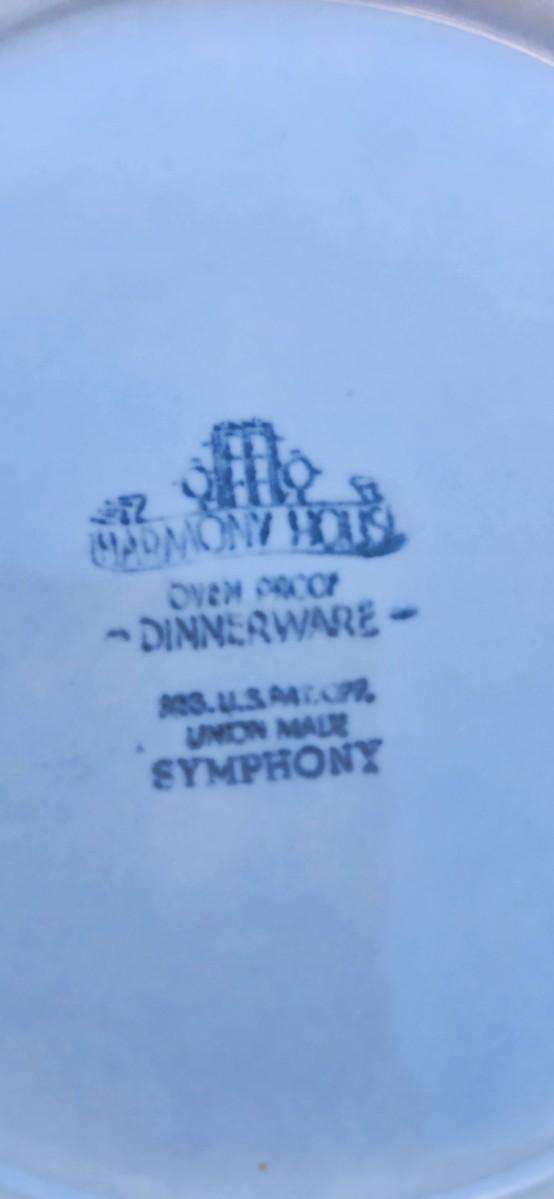 HARMONY HOUSE
OVEN PROOF
- DINNERWARE -
REG. U.S. PAT. OFF.
UNION MADE
SYMPHONY